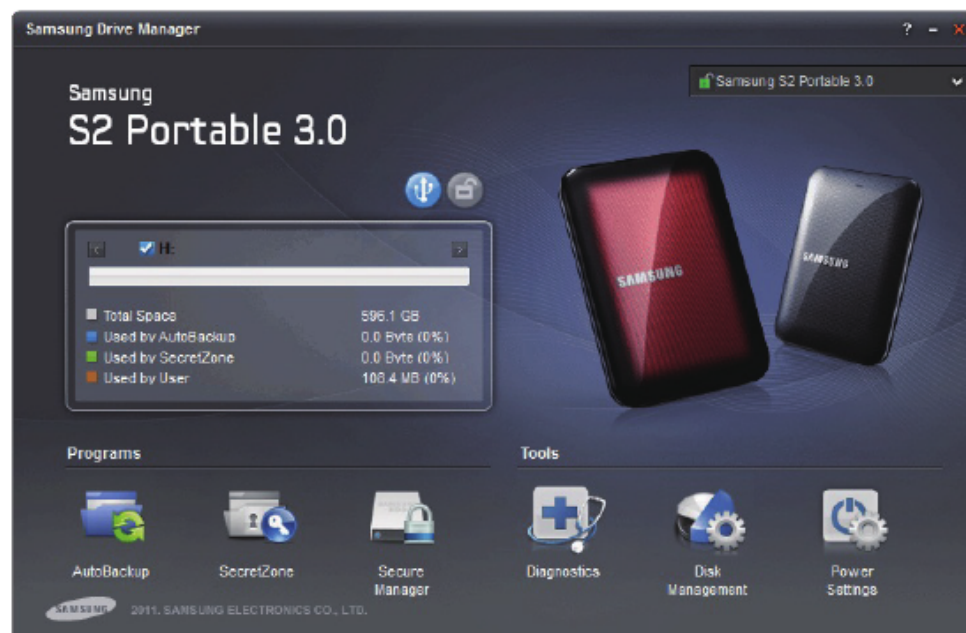 Samsung Drive Manager
? –
Samsung S2 Portable 3.0
Samsung
S2 Portable 3.0
H:
Total Space 596.1 GB
Used by AutoBackup 0.0 Byte (0%)
Used by SecretZone 0.0 Byte (0%)
Used by User 108.4 MB (0%)
SAMSUNG
SAMSUNG
Programs
Tools
AutoBackup
SecretZone
Secure
Manager
Diagnostics
Disk
Management
Power
Settings
SAMSUNG 2011. SAMSUNG ELECTRONICS CO., LTD.